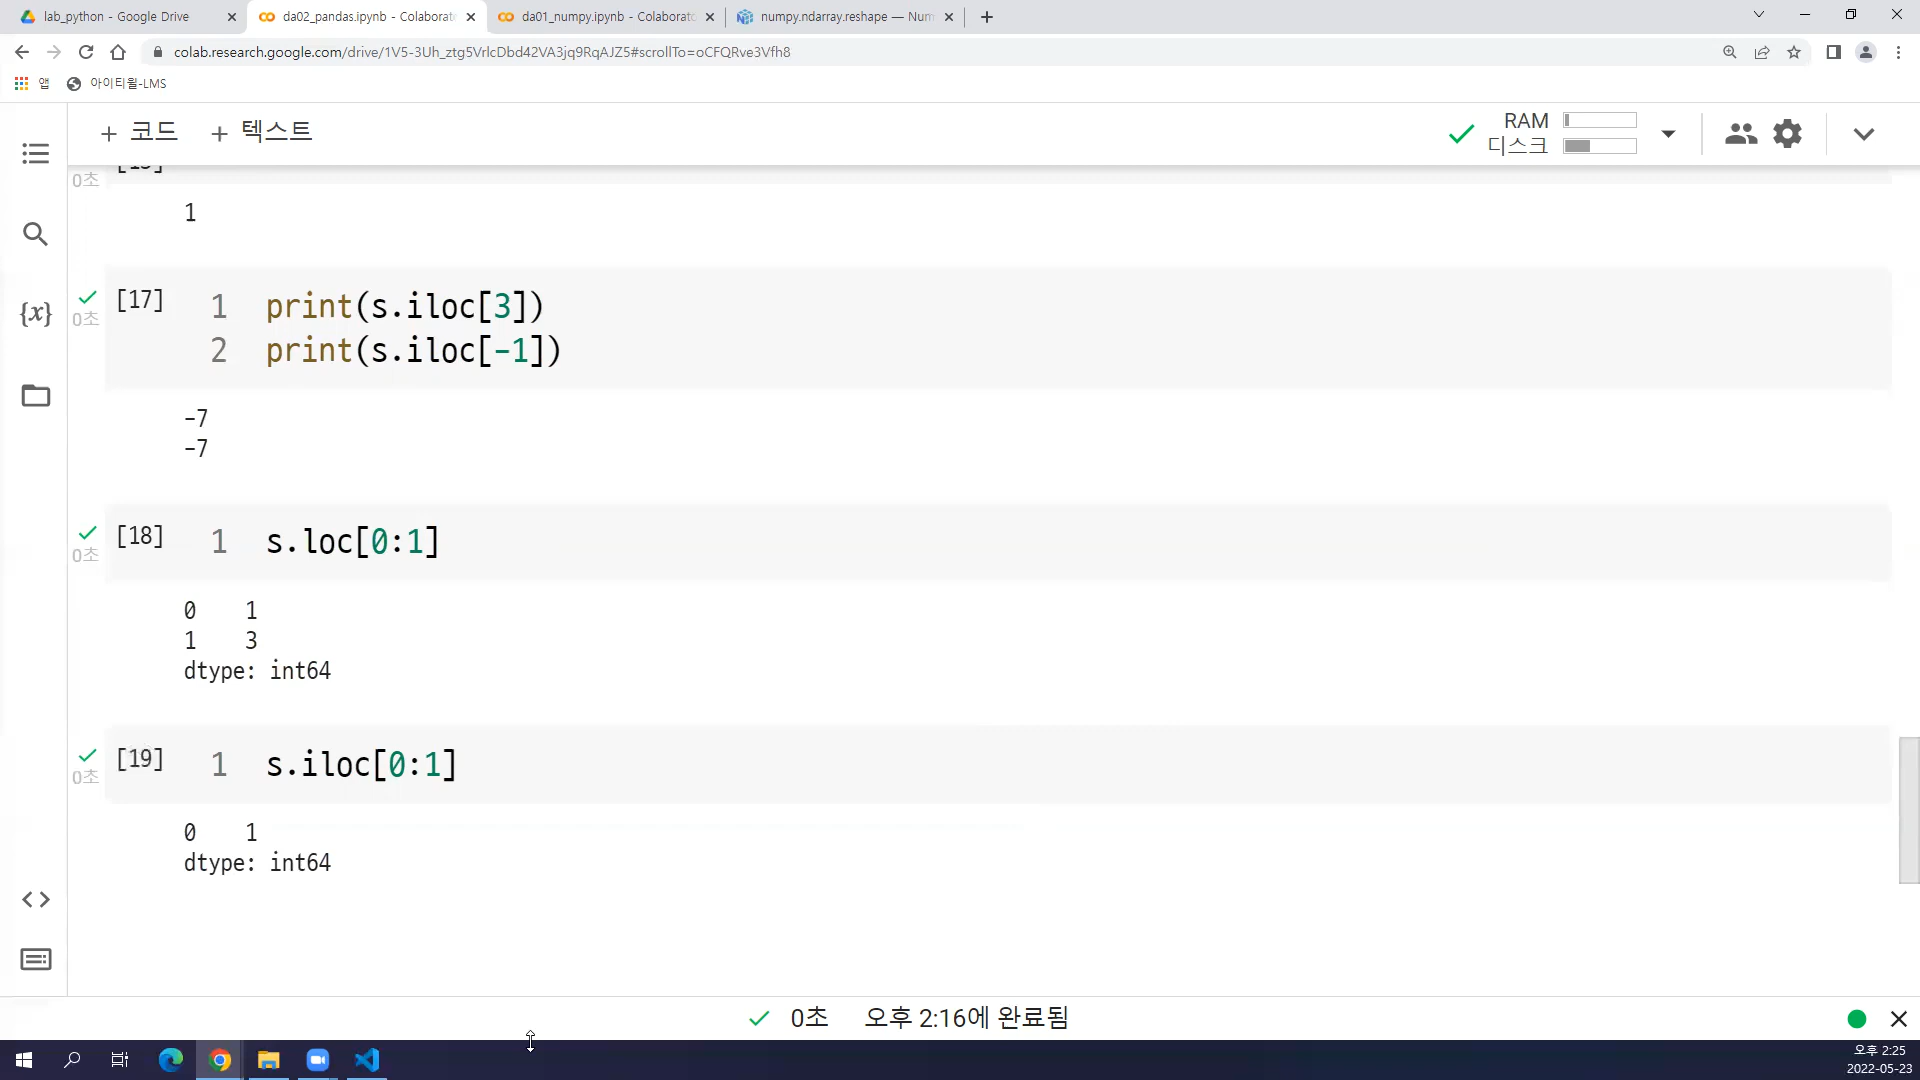 lab_python - Google Drive
da02_pandas.ipynb - Colaborat
da01_numpy.ipynb - Colaborat
numpy.ndarray.reshape — Num
colab.research.google.com/drive/1V5-3Uh_ztg5VrlcDbd42VA3jq9RqAJZ5#scrollTo=oCFQRve3Vfh8
앱
아이티윌-LMS
+ 코드 + 텍스트
RAM
디스크
0초
1
[17]
0초
1 print(s.iloc[3])
2 print(s.iloc[-1])
-7
-7
[18] 1 s.loc[0:1]
0초
0 1
1 3
dtype: int64
[19] 1 s.iloc[0:1]
0초
0 1
dtype: int64
{x}
0초 오후 2:16에 완료됨
오후 2:25
2022-05-23